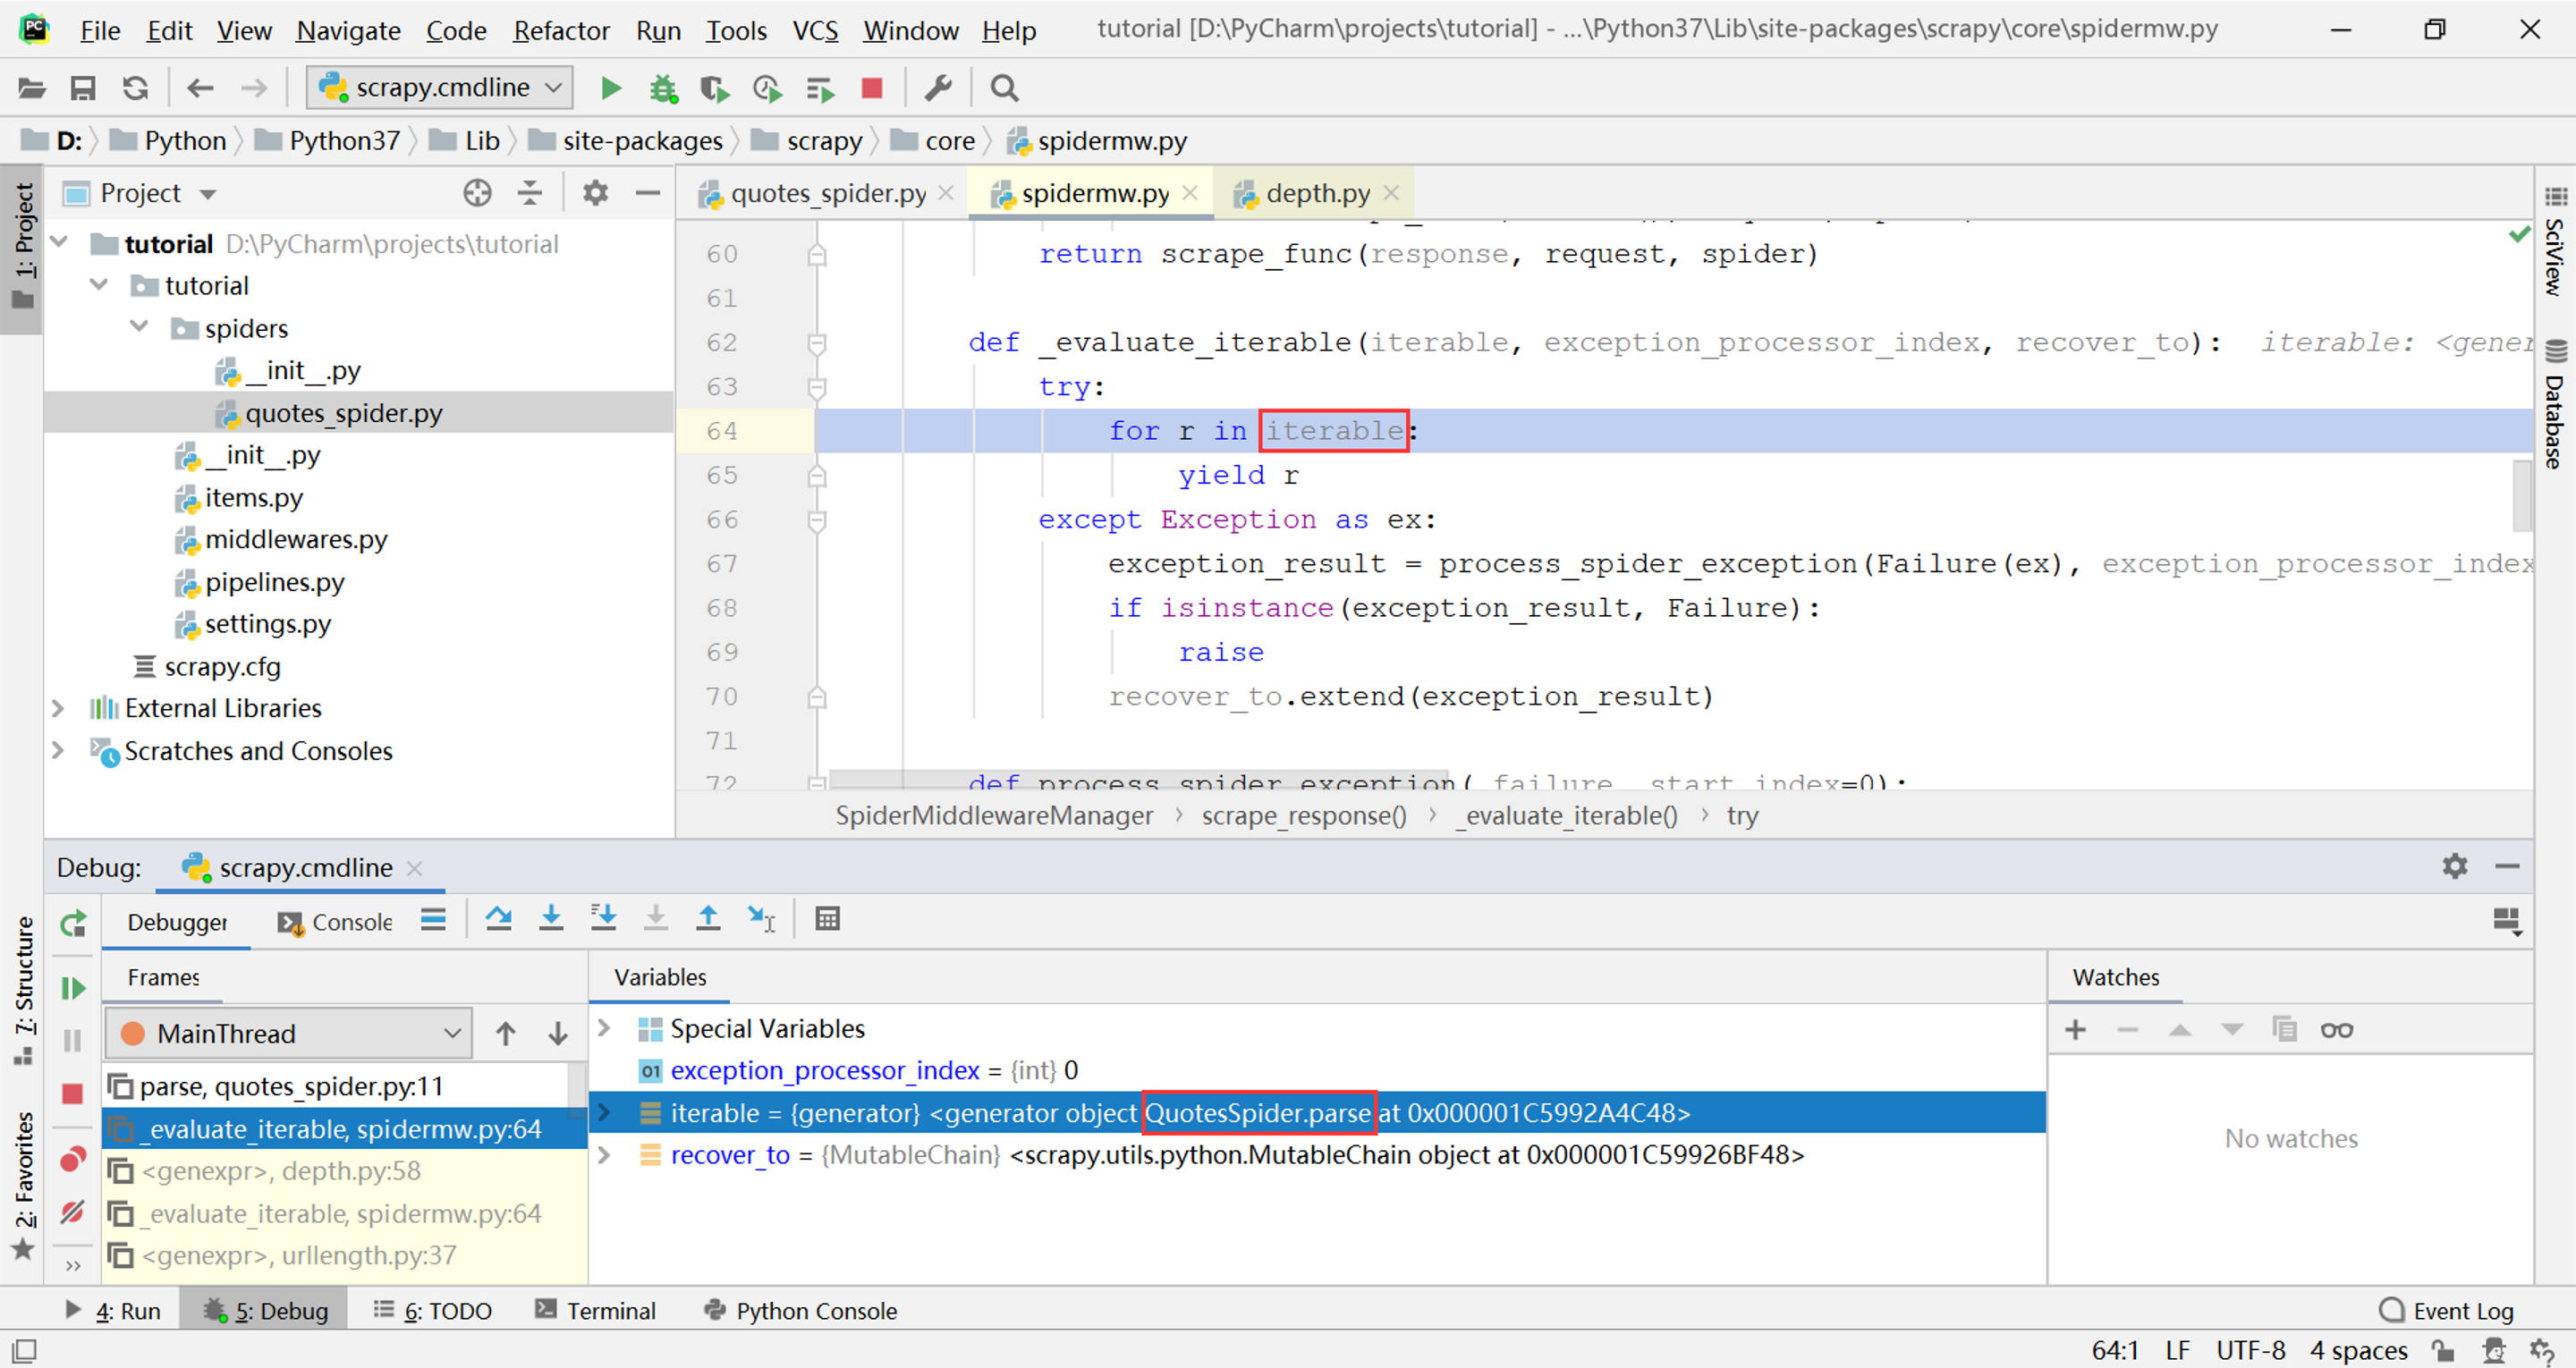 File Edit View Navigate Code Refactor Run Tools VCS Window Help tutorial [D:\PyCharm\projects\tutorial] - ...\Python37\Lib\site-packages\scrapy\core\spidermw.py
scrapy.cmdline
D: Python Python37 Lib site-packages scrapy core spidermw.py
1: Project
Project
tutorial D:\PyCharm\projects\tutorial
tutorial
spiders
__init__.py
quotes_spider.py
__init__.py
items.py
middlewares.py
pipelines.py
settings.py
scrapy.cfg
External Libraries
Scratches and Consoles
quotes_spider.py spidermw.py depth.py
60 return scrape_func(response, request, spider)
61
62 def _evaluate_iterable(iterable, exception_processor_index, recover_to): iterable: <gener
63 try:
64 for r in iterable:
65 yield r
66 except Exception as ex:
67 exception_result = process_spider_exception(Failure(ex), exception_processor_index
68 if isinstance(exception_result, Failure):
69 raise
70 recover_to.extend(exception_result)
71
72 def process_spider_exception(_failure, start_index=0):
SpiderMiddlewareManager › scrape_response() › _evaluate_iterable() › try
SciView
Database
Debug: scrapy.cmdline
Debugger Console
7: Structure
2: Favorites
Frames
MainThread
parse, quotes_spider.py:11
_evaluate_iterable, spidermw.py:64
<genexpr>, depth.py:58
_evaluate_iterable, spidermw.py:64
<genexpr>, urllength.py:37
Variables
Special Variables
01 exception_processor_index = {int} 0
iterable = {generator} <generator object QuotesSpider.parse at 0x000001C5992A4C48>
recover_to = {MutableChain} <scrapy.utils.python.MutableChain object at 0x000001C59926BF48>
Watches
No watches
4: Run 5: Debug 6: TODO Terminal Python Console Event Log
64:1 LF UTF-8 4 spaces